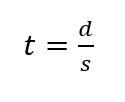 t = d/s